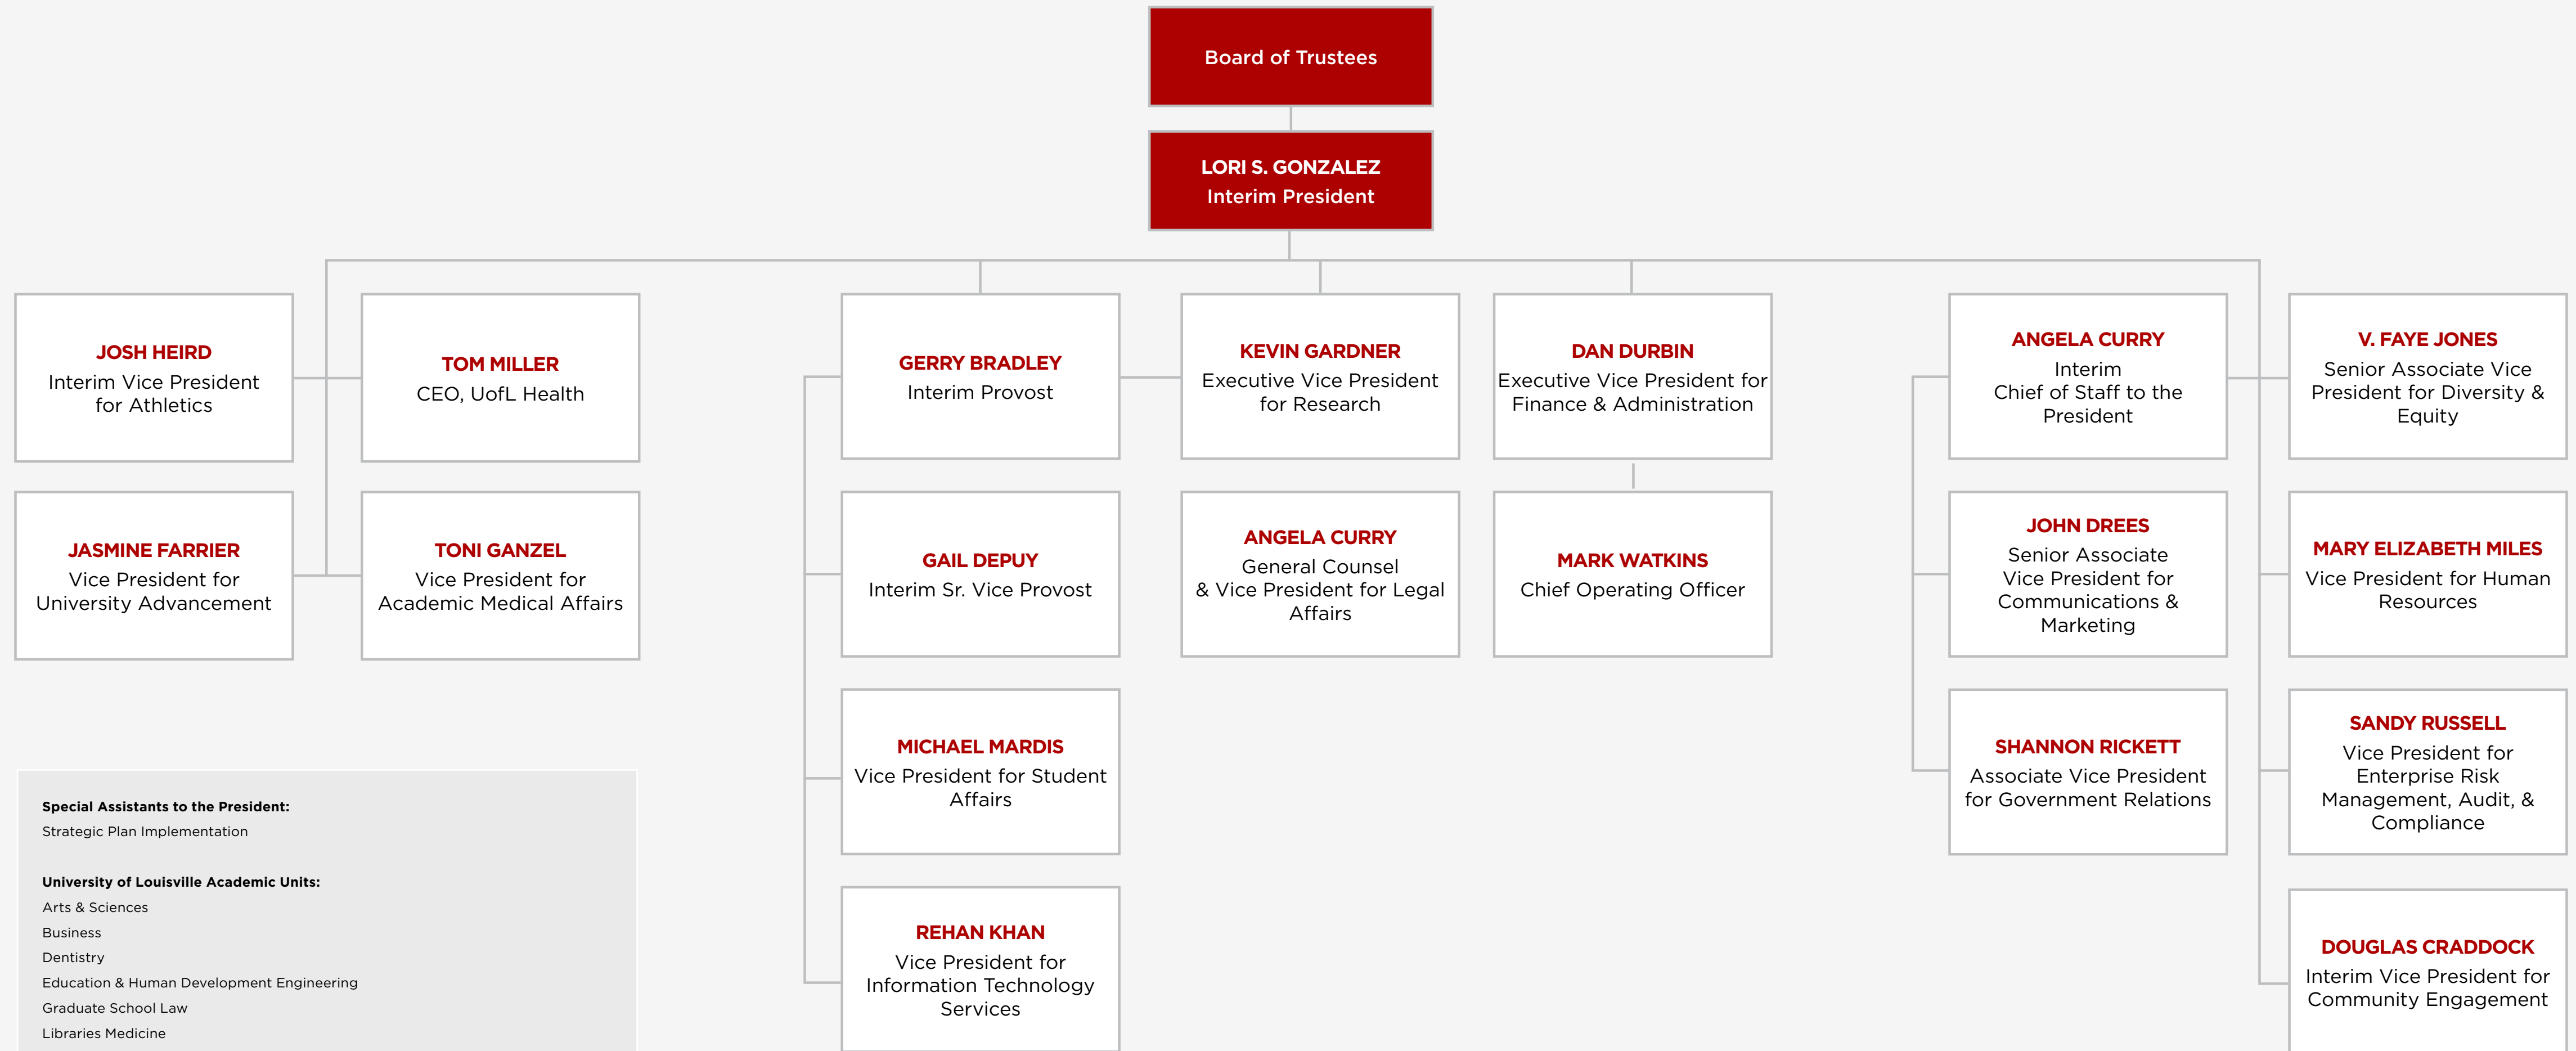 Board of Trustees
LORI S. GONZALEZ
Interim President
JOSH HEIRD
Interim Vice President
for Athletics
TOM MILLER
CEO, UofL Health
GERRY BRADLEY
Interim Provost
KEVIN GARDNER
Executive Vice President
for Research
DAN DURBIN
Executive Vice President for
Finance & Administration
ANGELA CURRY
Interim
Chief of Staff to the
President
V. FAYE JONES
Senior Associate Vice
President for Diversity &
Equity
JASMINE FARRIER
Vice President for
University Advancement
TONI GANZEL
Vice President for
Academic Medical Affairs
GAIL DEPUY
Interim Sr. Vice Provost
ANGELA CURRY
General Counsel
& Vice President for Legal
Affairs
MARK WATKINS
Chief Operating Officer
JOHN DREES
Senior Associate
Vice President for
Communications &
Marketing
MARY ELIZABETH MILES
Vice President for Human
Resources
MICHAEL MARDIS
Vice President for Student
Affairs
SHANNON RICKETT
Associate Vice President
for Government Relations
SANDY RUSSELL
Vice President for
Enterprise Risk
Management, Audit, &
Compliance
REHAN KHAN
Vice President for
Information Technology
Services
DOUGLAS CRADDOCK
Interim Vice President for
Community Engagement
Special Assistants to the President:
Strategic Plan Implementation
University of Louisville Academic Units:
Arts & Sciences
Business
Dentistry
Education & Human Development Engineering
Graduate School Law
Libraries Medicine